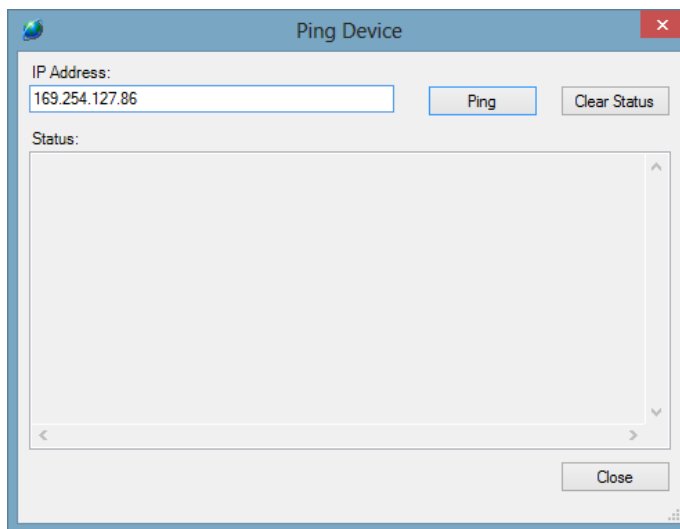 Ping Device
IP Address:
169.254.127.86
Ping
Clear Status
Status:
Close